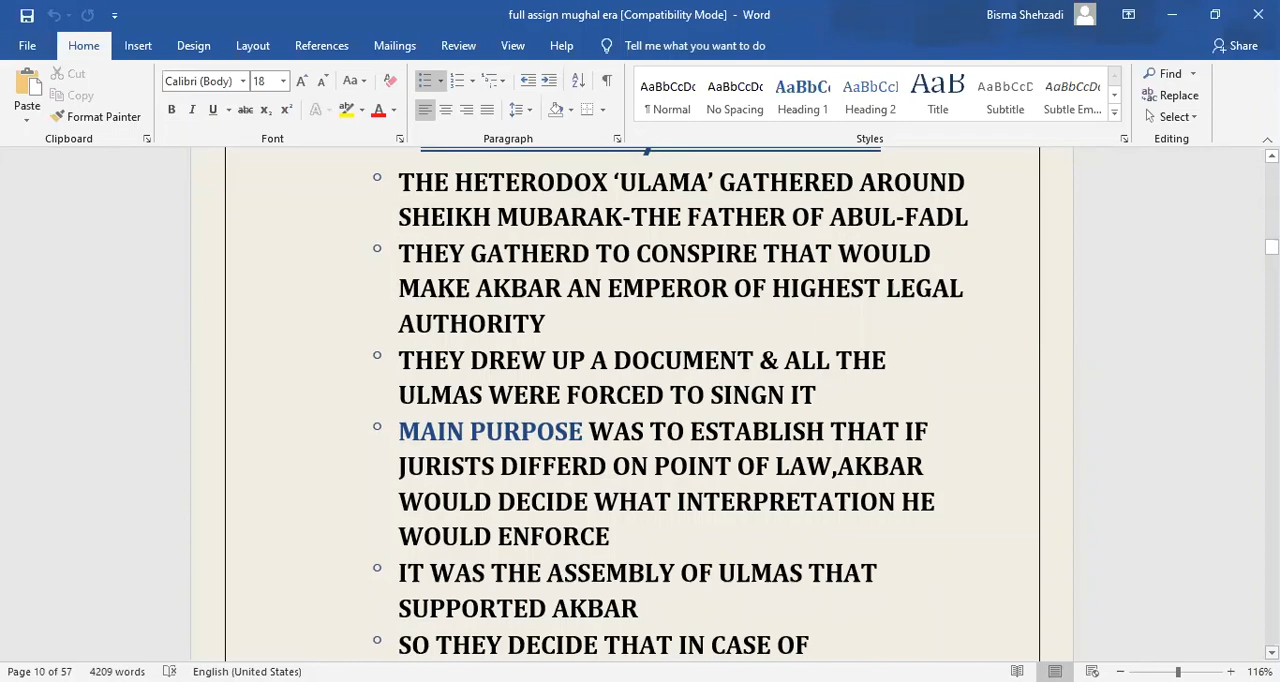 full assign mughal era [Compatibility Mode] - Word
Bisma Shehzadi
File Home Insert Design Layout References Mailings Review View Help Tell me what you want to do Share
Paste
Cut
Copy
Format Painter
Clipboard
Calibri (Body) 18
Font
Paragraph
AaBbCcDc AaBbCcDc AaBbC AaBbCcl AaB AaBbCcD AaBbCcDc
¶ Normal No Spacing Heading 1 Heading 2 Title Subtitle Subtle Em...
Styles
Find
Replace
Select
Editing
THE HETERODOX ‘ULAMA’ GATHERED AROUND
SHEIKH MUBARAK-THE FATHER OF ABUL-FADL
THEY GATHERD TO CONSPIRE THAT WOULD
MAKE AKBAR AN EMPEROR OF HIGHEST LEGAL
AUTHORITY
THEY DREW UP A DOCUMENT & ALL THE
ULMAS WERE FORCED TO SINGN IT
MAIN PURPOSE WAS TO ESTABLISH THAT IF
JURISTS DIFFERD ON POINT OF LAW,AKBAR
WOULD DECIDE WHAT INTERPRETATION HE
WOULD ENFORCE
IT WAS THE ASSEMBLY OF ULMAS THAT
SUPPORTED AKBAR
SO THEY DECIDE THAT IN CASE OF
Page 10 of 57 4209 words English (United States) 116%